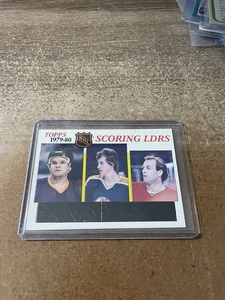 TOPPS
1979-80
NHL
SCORING LDRS